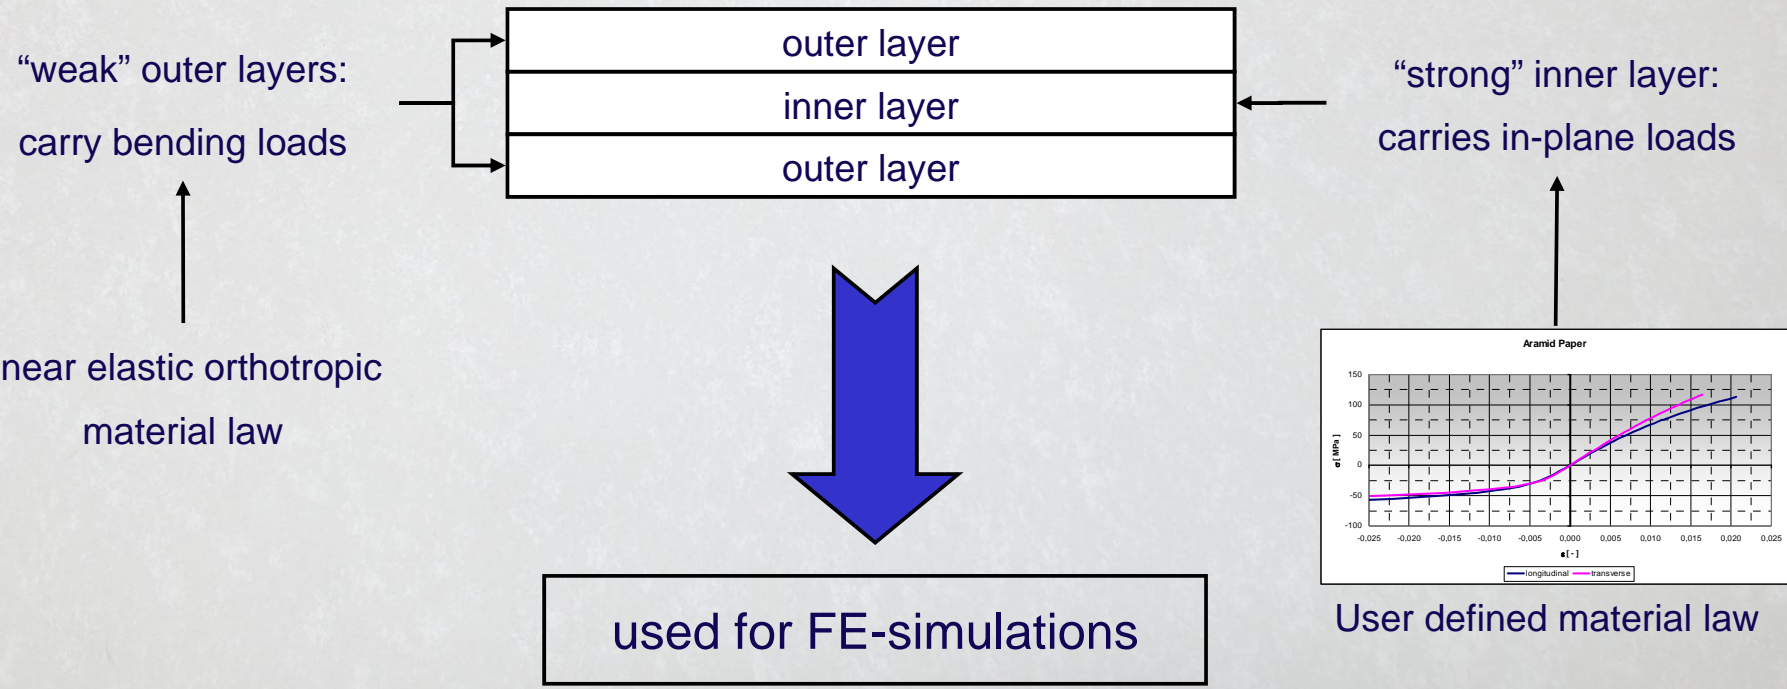 “weak” outer layers:
carry bending loads
outer layer
inner layer
outer layer
“strong” inner layer:
carries in-plane loads
near elastic orthotropic
material law
Aramid Paper
150
100
50
0
-50
-100
σ [ MPa ]
-0,025 -0,020 -0,015 -0,010 -0,005 0,000 0,005 0,010 0,015 0,020 0,025
ε [ - ]
longitudinal transverse
User defined material law
used for FE-simulations